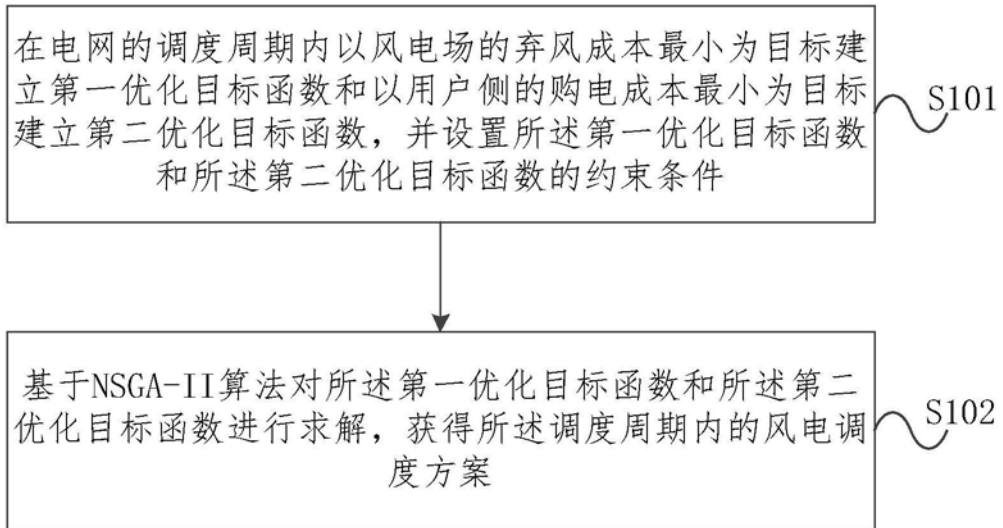 在电网的调度周期内以风电场的弃风成本最小为目标建
立第一优化目标函数和以用户侧的购电成本最小为目标
建立第二优化目标函数，并设置所述第一优化目标函数
和所述第二优化目标函数的约束条件
S101
基于NSGA-II算法对所述第一优化目标函数和所述第二
优化目标函数进行求解，获得所述调度周期内的风电调
度方案
S102